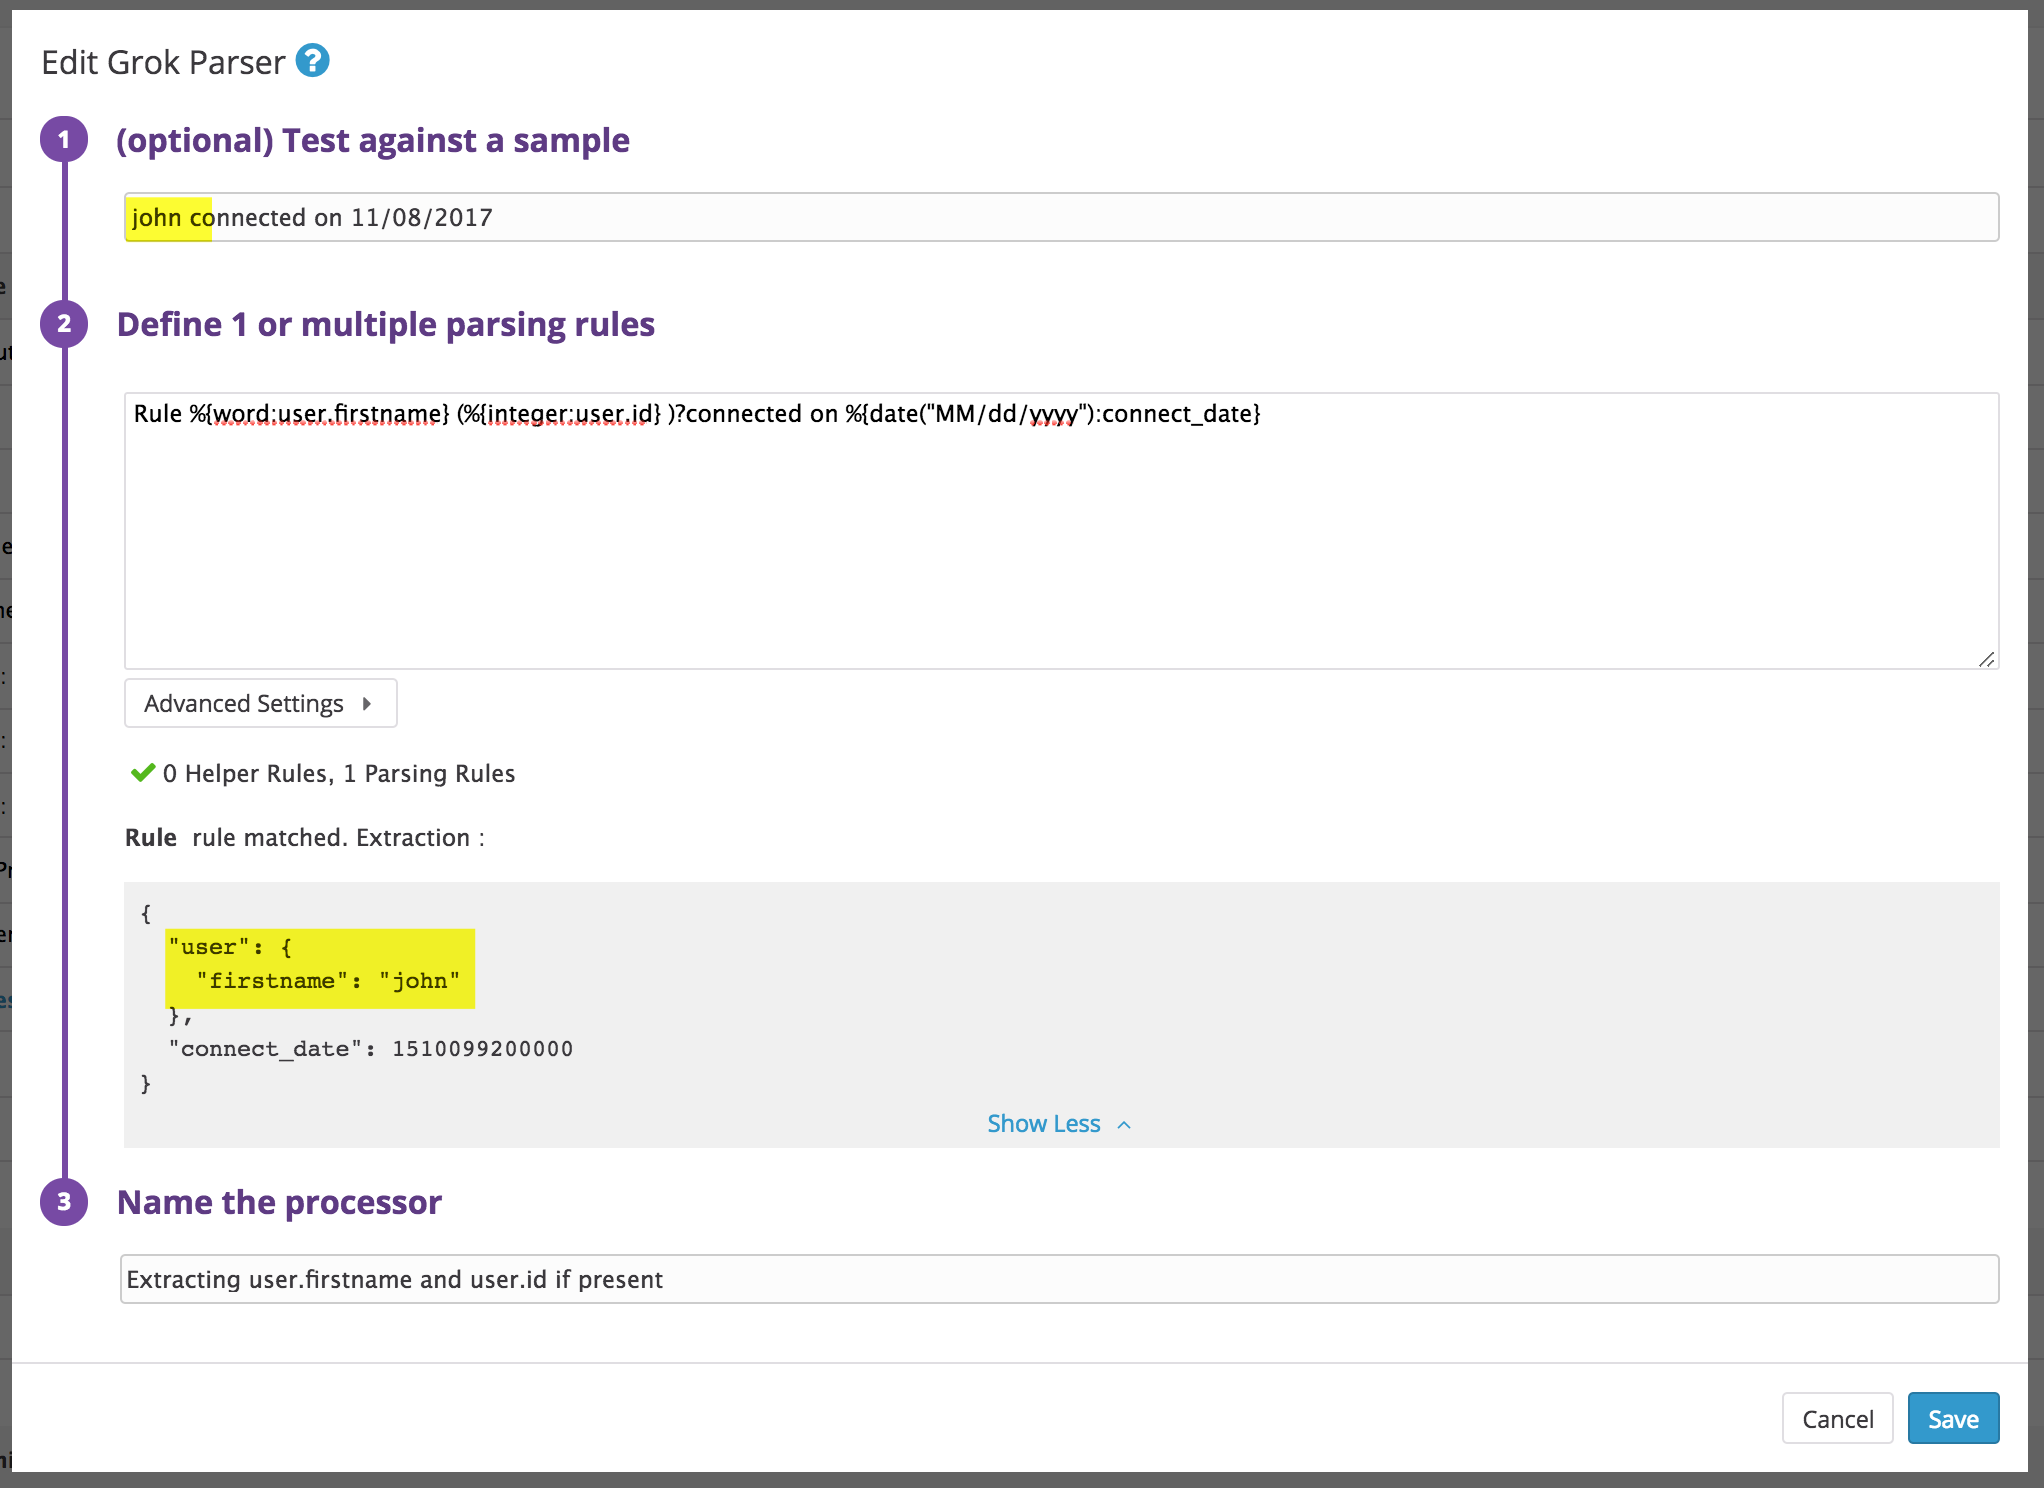 Edit Grok Parser ?
1 (optional) Test against a sample
john connected on 11/08/2017
2 Define 1 or multiple parsing rules
Rule %{word:user.firstname} (%{integer:user.id} )?connected on %{date("MM/dd/yyyy"):connect_date}
Advanced Settings
0 Helper Rules, 1 Parsing Rules
Rule rule matched. Extraction :
{
"user": {
"firstname": "john"
},
"connect_date": 1510099200000
}
Show Less
3 Name the processor
Extracting user.firstname and user.id if present
Cancel Save